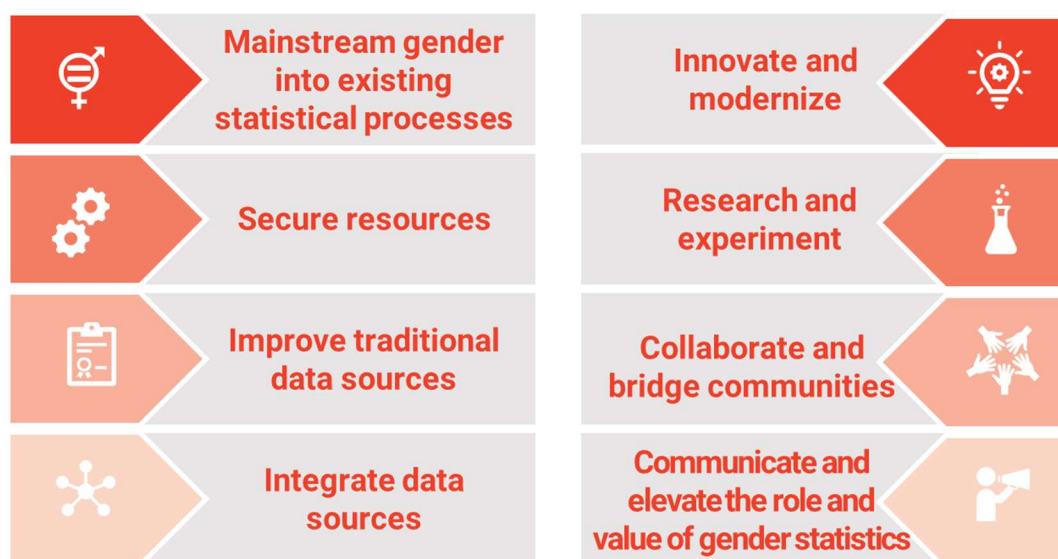 Mainstream gender
into existing
statistical processes
Secure resources
Improve traditional
data sources
Integrate data
sources
Innovate and
modernize
Research and
experiment
Collaborate and
bridge communities
Communicate and
elevate the role and
value of gender statistics